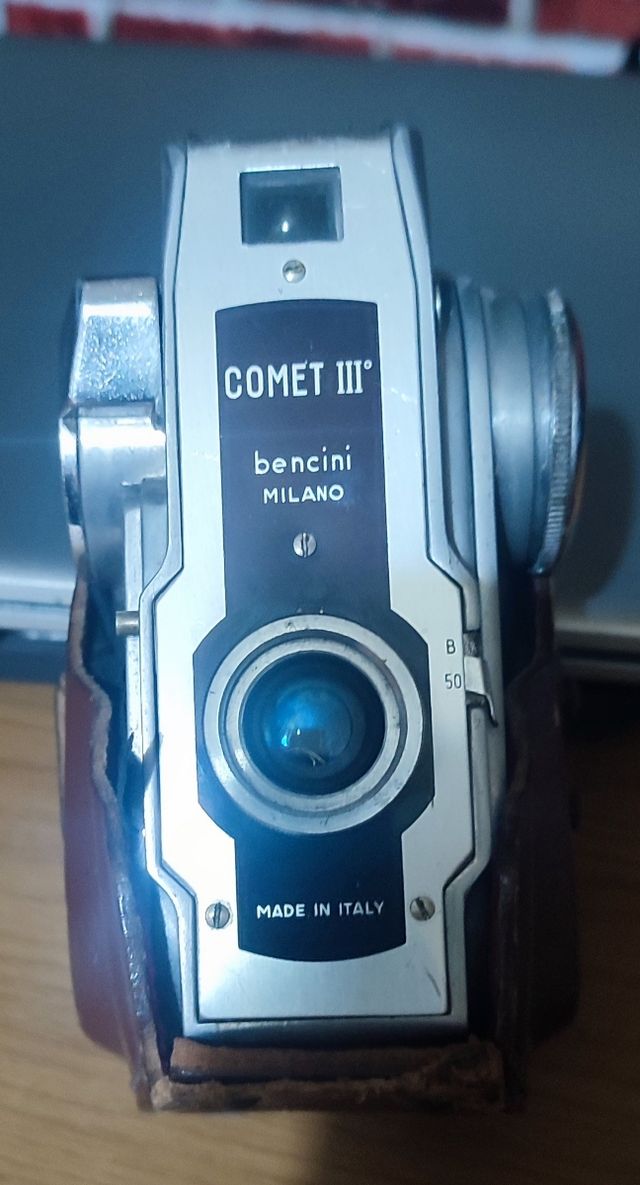 COMET III°
bencini
MILANO
B
50
MADE IN ITALY